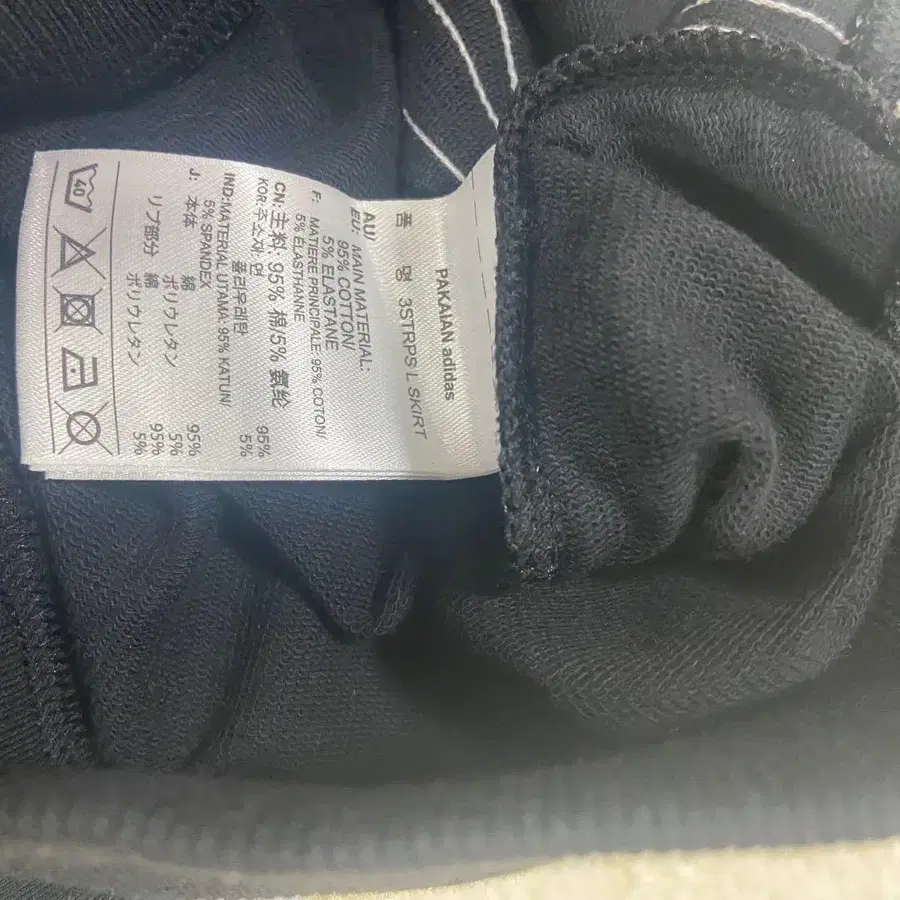 PAKAIAN adidas
품 명 3STRPS L SKIRT
AU/
EU: MAIN MATERIAL:
95% COTTON/
5% ELASTANE
F: MATIERE PRINCIPALE: 95% COTON/
5% ELASTHANNE
CN: 主料: 95% 棉/5% 氨纶
KOR: 주소재: 면 95%
폴리우레탄 5%
IND:MATERIAL UTAMA: 95% KATUN/
5% SPANDEX
J: 本体 綿 95%
ポリウレタン 5%
リブ部分 綿 95%
ポリウレタン 5%
40